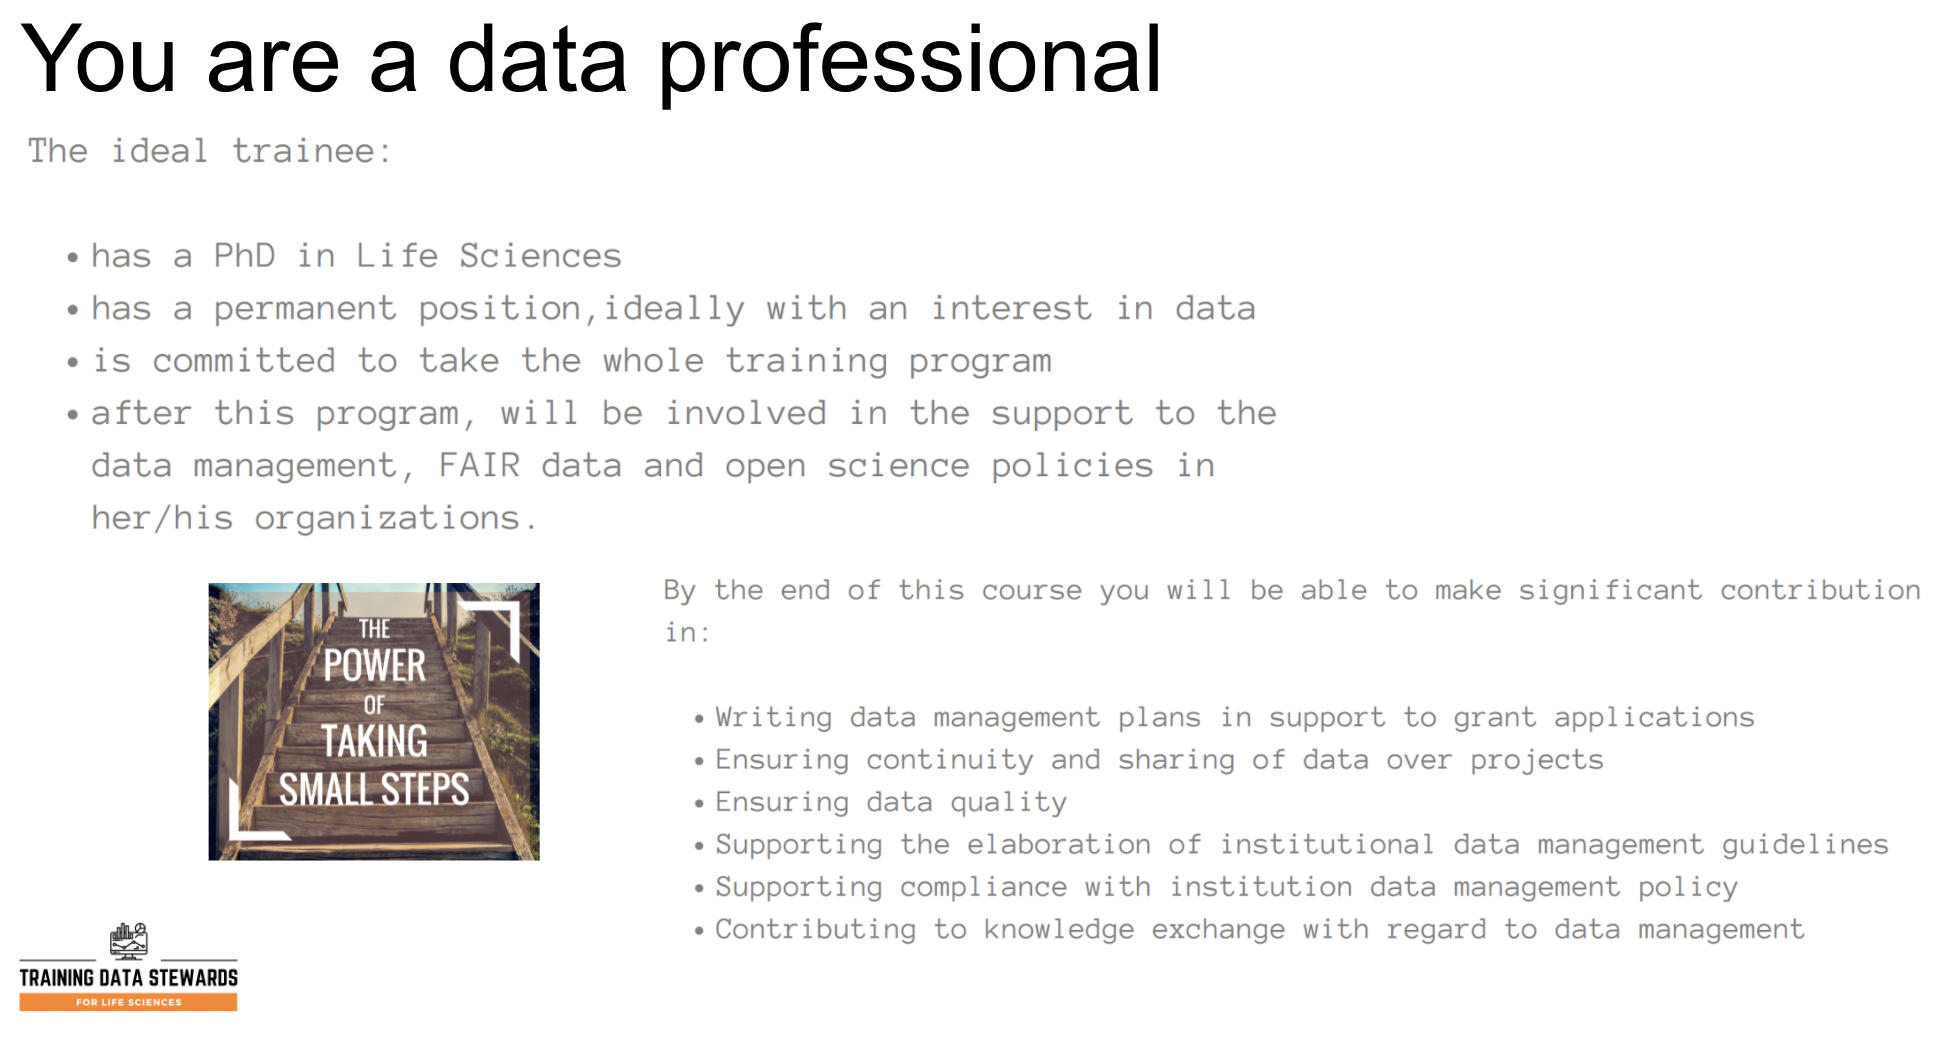 You are a data professional
The ideal trainee:
• has a PhD in Life Sciences
• has a permanent position,ideally with an interest in data
• is committed to take the whole training program
• after this program, will be involved in the support to the
data management, FAIR data and open science policies in
her/his organizations.
THE
POWER
OF
TAKING
SMALL STEPS
By the end of this course you will be able to make significant contribution
in:
• Writing data management plans in support to grant applications
• Ensuring continuity and sharing of data over projects
• Ensuring data quality
• Supporting the elaboration of institutional data management guidelines
• Supporting compliance with institution data management policy
• Contributing to knowledge exchange with regard to data management
TRAINING DATA STEWARDS
FOR LIFE SCIENCES